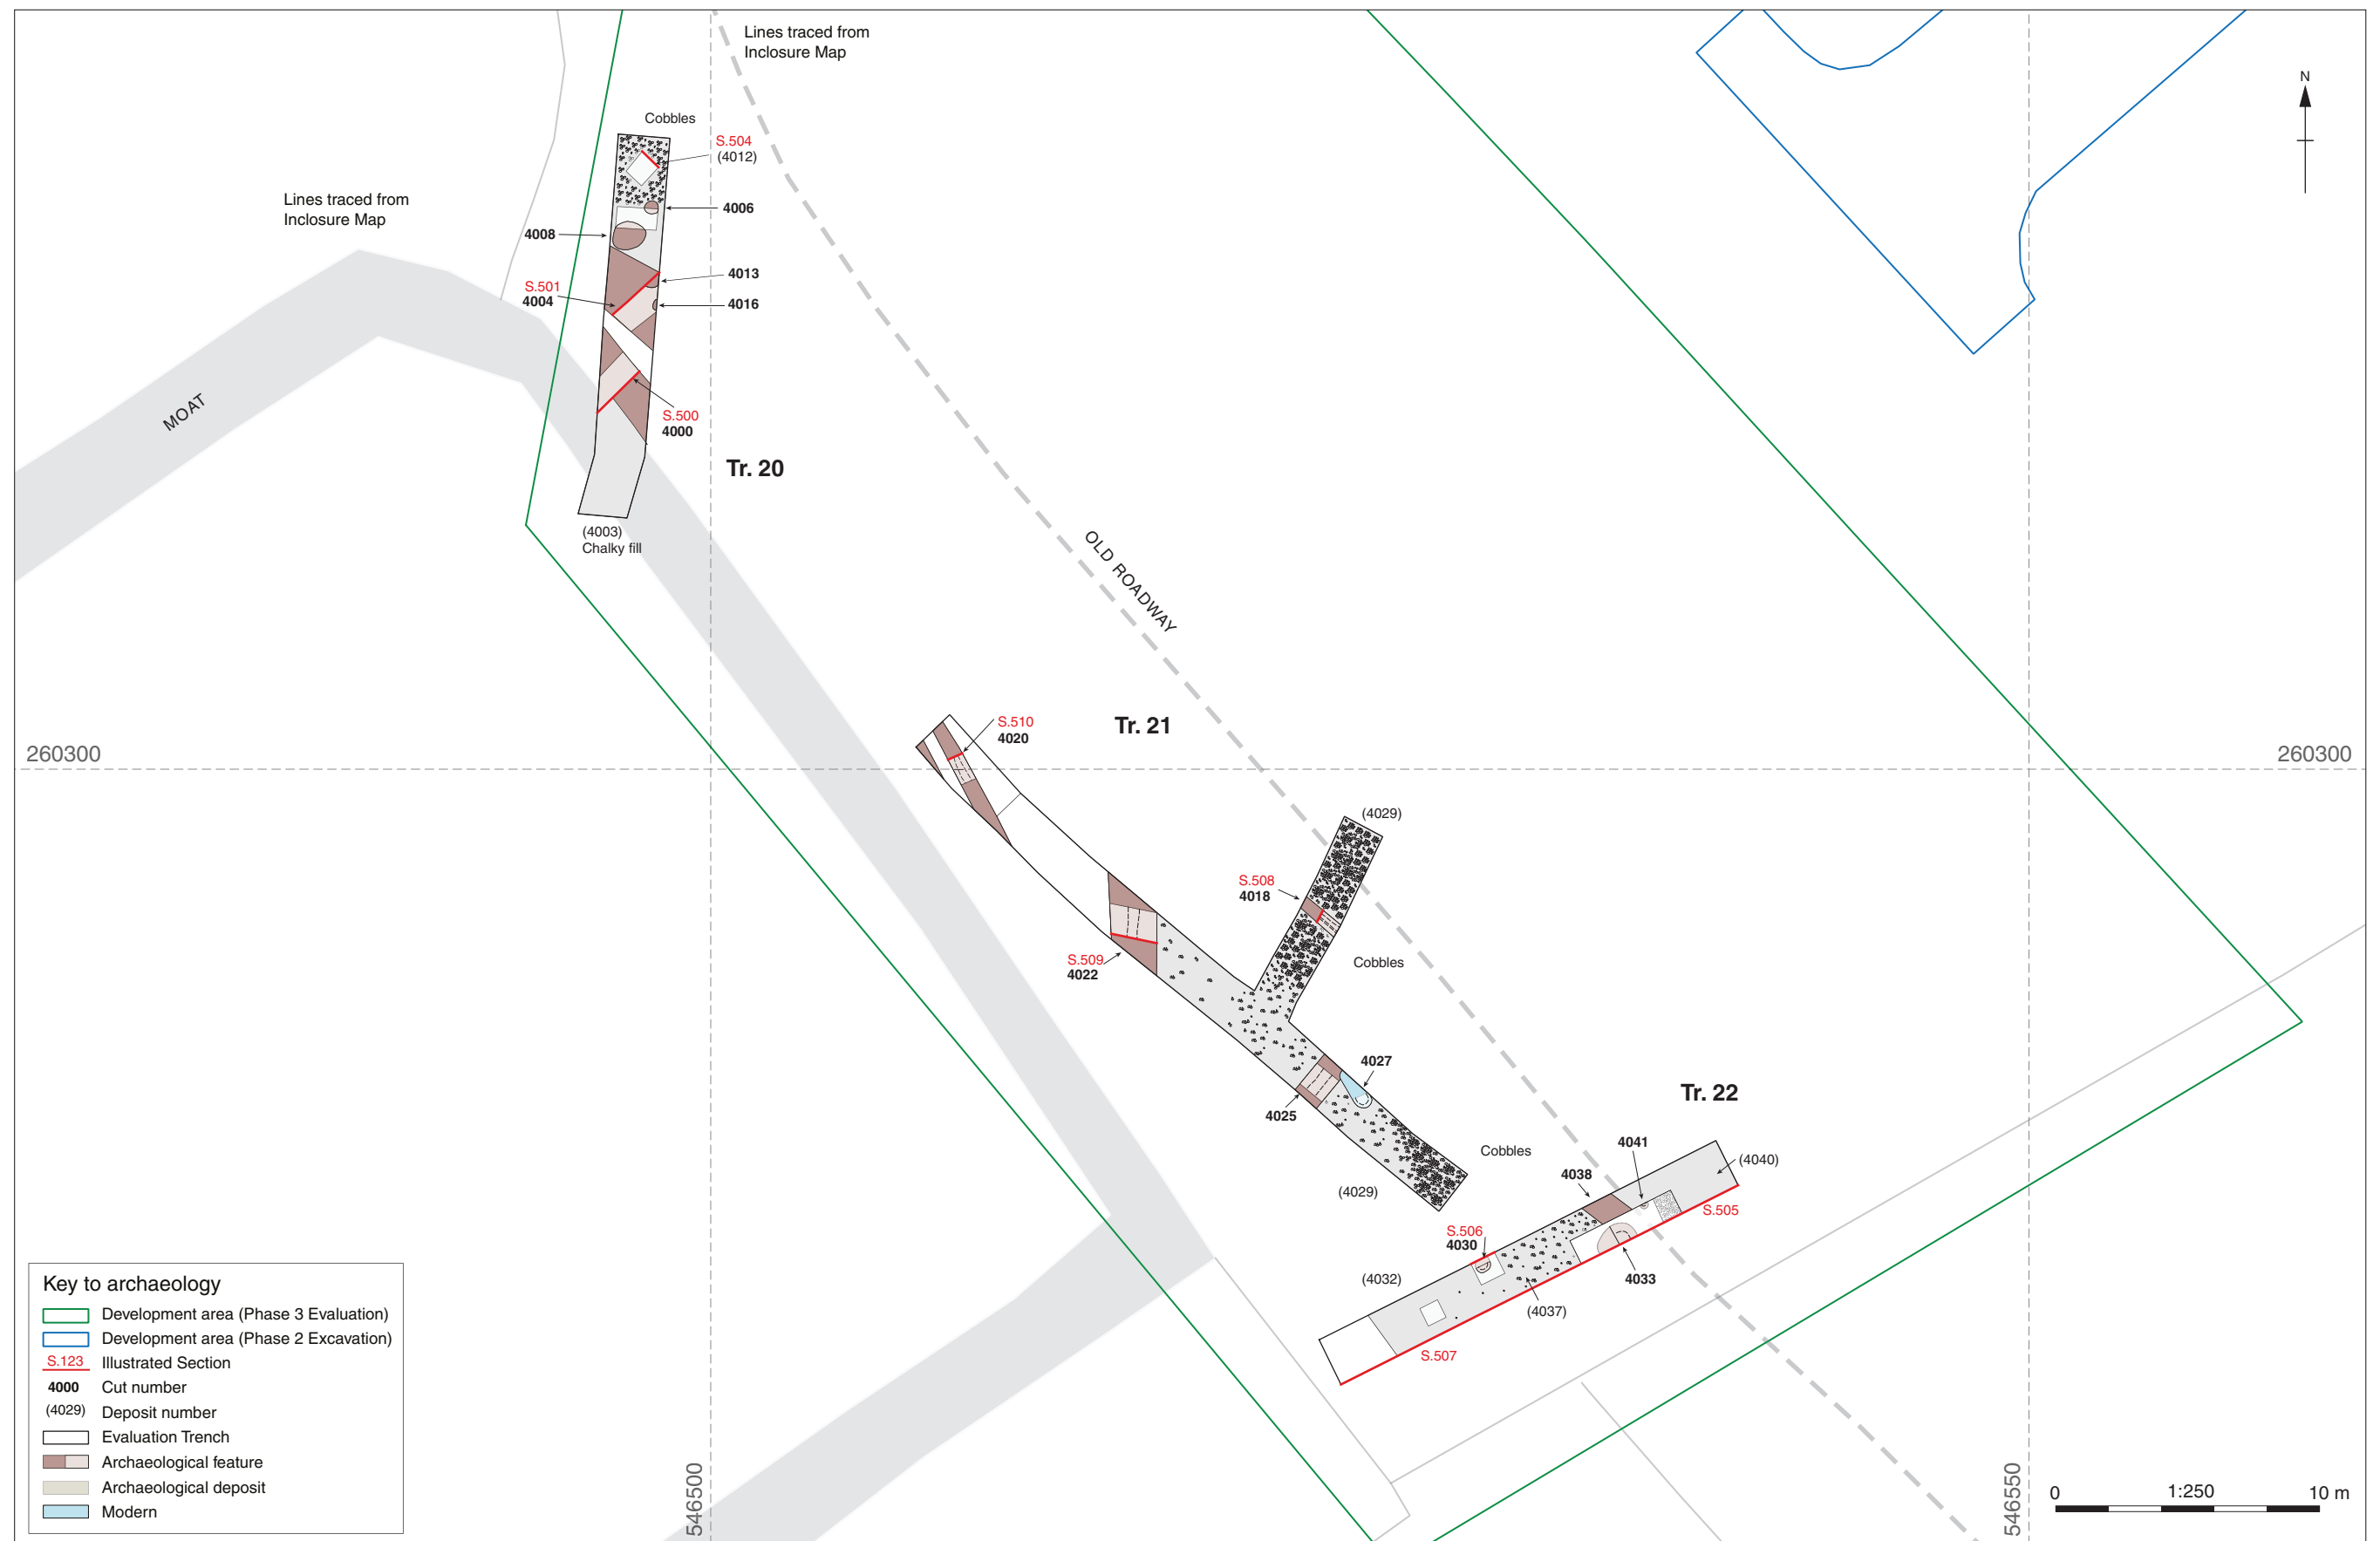 Lines traced from
Inclosure Map
N
Cobbles
S.504
(4012)
Lines traced from
Inclosure Map
4006
4008
4013
S.501
4004
4016
MOAT
S.500
4000
Tr. 20
(4003)
Chalky fill
OLD ROADWAY
S.510
4020
Tr. 21
260300
260300
(4029)
S.508
4018
S.509
4022
Cobbles
4027
4025
Tr. 22
Cobbles
4041
(4040)
4038
(4029)
S.505
S.506
4030
(4032)
4033
(4037)
S.507
Key to archaeology
Development area (Phase 3 Evaluation)
Development area (Phase 2 Excavation)
S.123 Illustrated Section
4000 Cut number
(4029) Deposit number
Evaluation Trench
Archaeological feature
Archaeological deposit
Modern
546500
546550
0 1:250 10 m